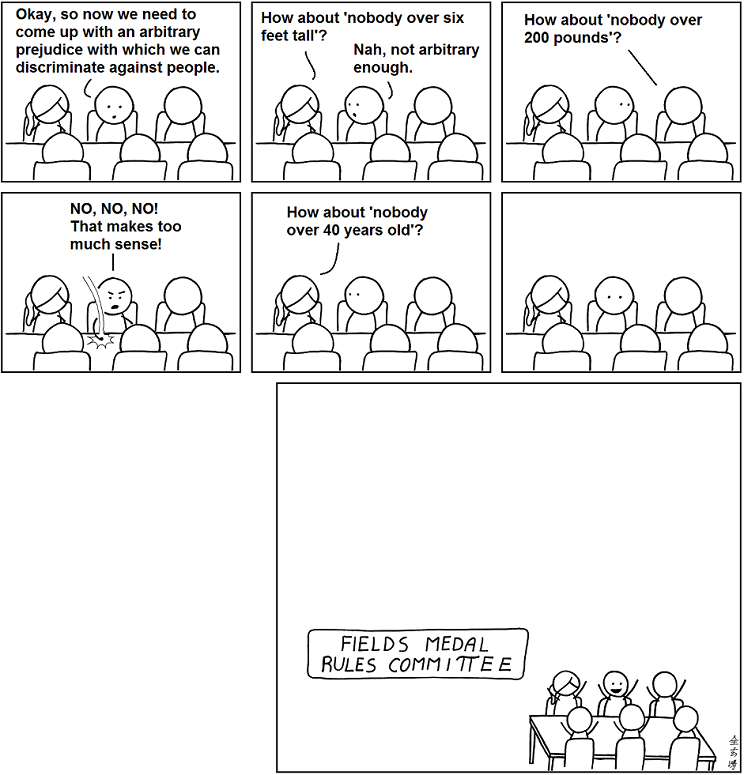 Okay, so now we need to
come up with an arbitrary
prejudice with which we can
discriminate against people.
How about 'nobody over six
feet tall'?
Nah, not arbitrary
enough.
How about 'nobody over
200 pounds'?
NO, NO, NO!
That makes too
much sense!
How about 'nobody
over 40 years old'?
FIELDS MEDAL
RULES COMMITTEE